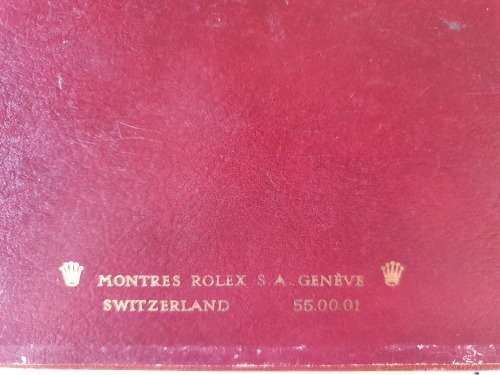 MONTRES ROLEX S.A. GENÈVE
SWITZERLAND 55.00.01